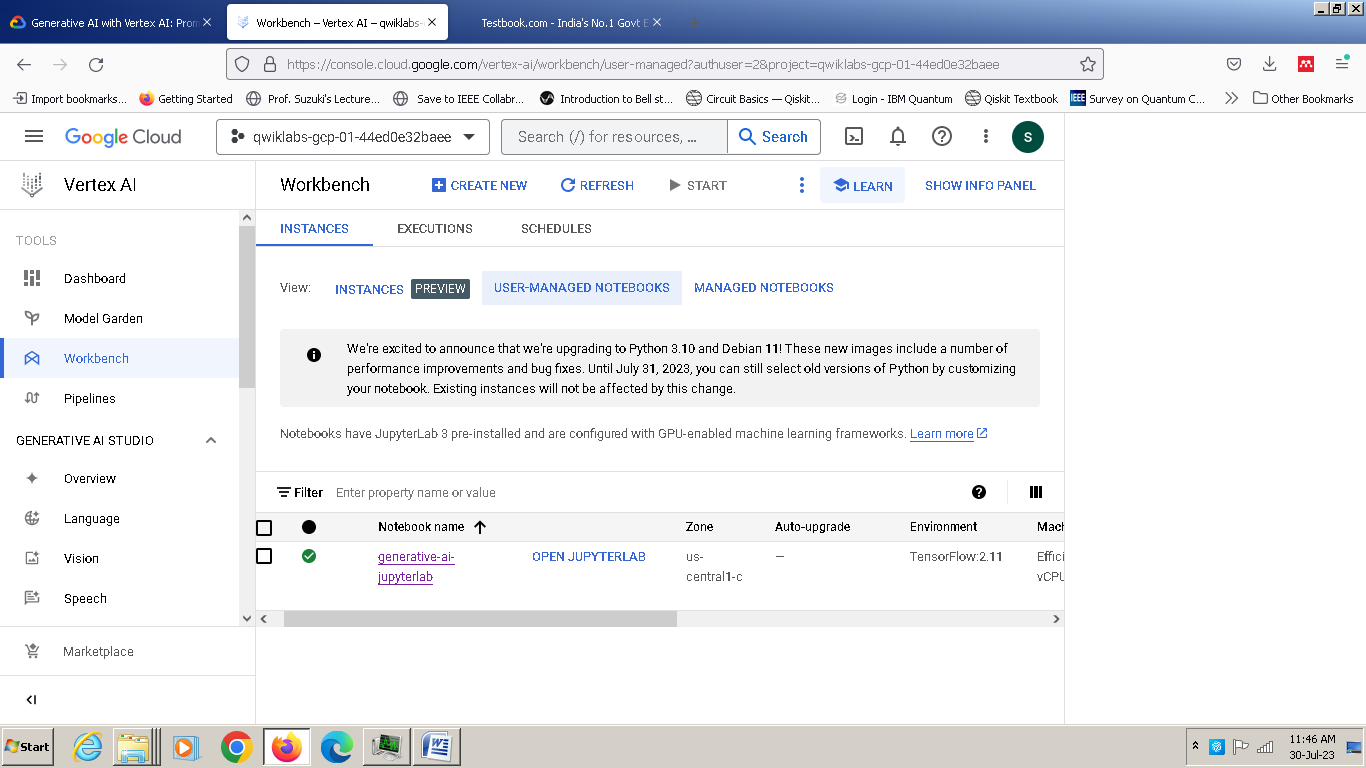 Generative AI with Vertex AI: Prom
Workbench – Vertex AI – qwiklabs-
Testbook.com - India's No.1 Govt E
https://console.cloud.google.com/vertex-ai/workbench/user-managed?authuser=2&project=qwiklabs-gcp-01-44ed0e32baee
Import bookmarks...
Getting Started
Prof. Suzuki's Lecture...
Save to IEEE Collabr...
Introduction to Bell st...
Circuit Basics — Qiskit...
Login - IBM Quantum
Qiskit Textbook
IEEE Survey on Quantum C...
Other Bookmarks
Google Cloud
qwiklabs-gcp-01-44ed0e32baee
Search (/) for resources, ...
Search
S
Vertex AI
Workbench
CREATE NEW
REFRESH
START
LEARN
SHOW INFO PANEL
TOOLS
Dashboard
Model Garden
Workbench
Pipelines
GENERATIVE AI STUDIO
Overview
Language
Vision
Speech
Marketplace
INSTANCES
EXECUTIONS
SCHEDULES
View:
INSTANCES PREVIEW
USER-MANAGED NOTEBOOKS
MANAGED NOTEBOOKS
We're excited to announce that we're upgrading to Python 3.10 and Debian 11! These new images include a number of
performance improvements and bug fixes. Until July 31, 2023, you can still select old versions of Python by customizing
your notebook. Existing instances will not be affected by this change.
Notebooks have JupyterLab 3 pre-installed and are configured with GPU-enabled machine learning frameworks. Learn more
Filter Enter property name or value
Notebook name
Zone
Auto-upgrade
Environment
Mach
generative-ai-
jupyterlab
OPEN JUPYTERLAB
us-
central1-c
—
TensorFlow:2.11
Effici
vCPU
Start
11:46 AM
30-Jul-23